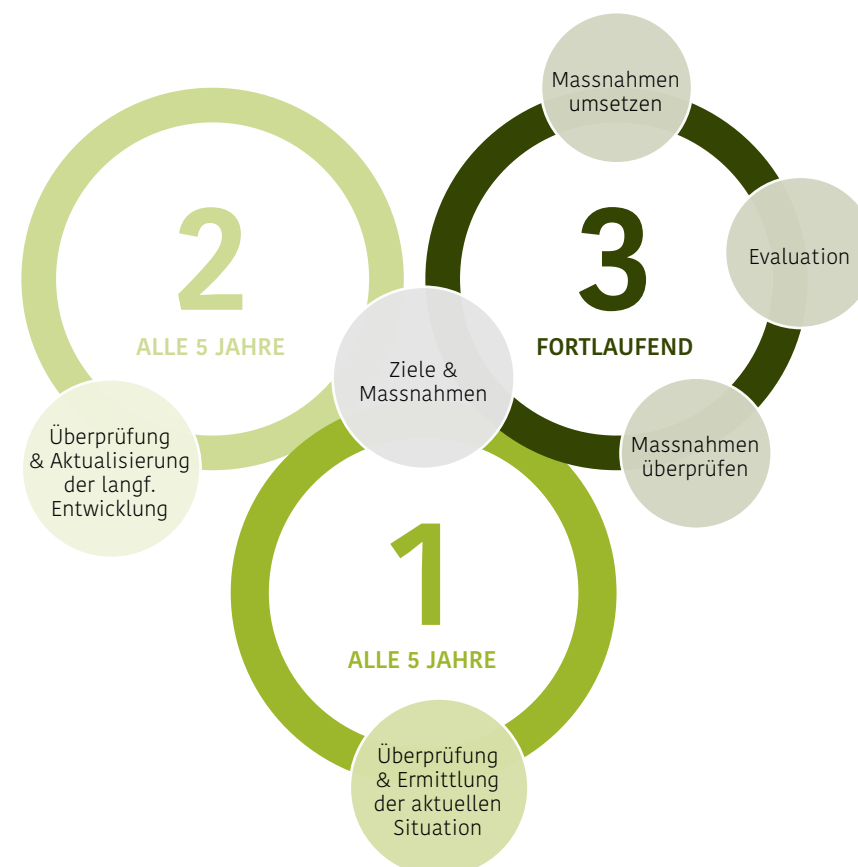 Massnahmen
umsetzen
2
ALLE 5 JAHRE
3
FORTLAUFEND
Evaluation
Ziele &
Massnahmen
Massnahmen
überprüfen
Überprüfung
& Aktualisierung
der langf.
Entwicklung
1
ALLE 5 JAHRE
Überprüfung
& Ermittlung
der aktuellen
Situation